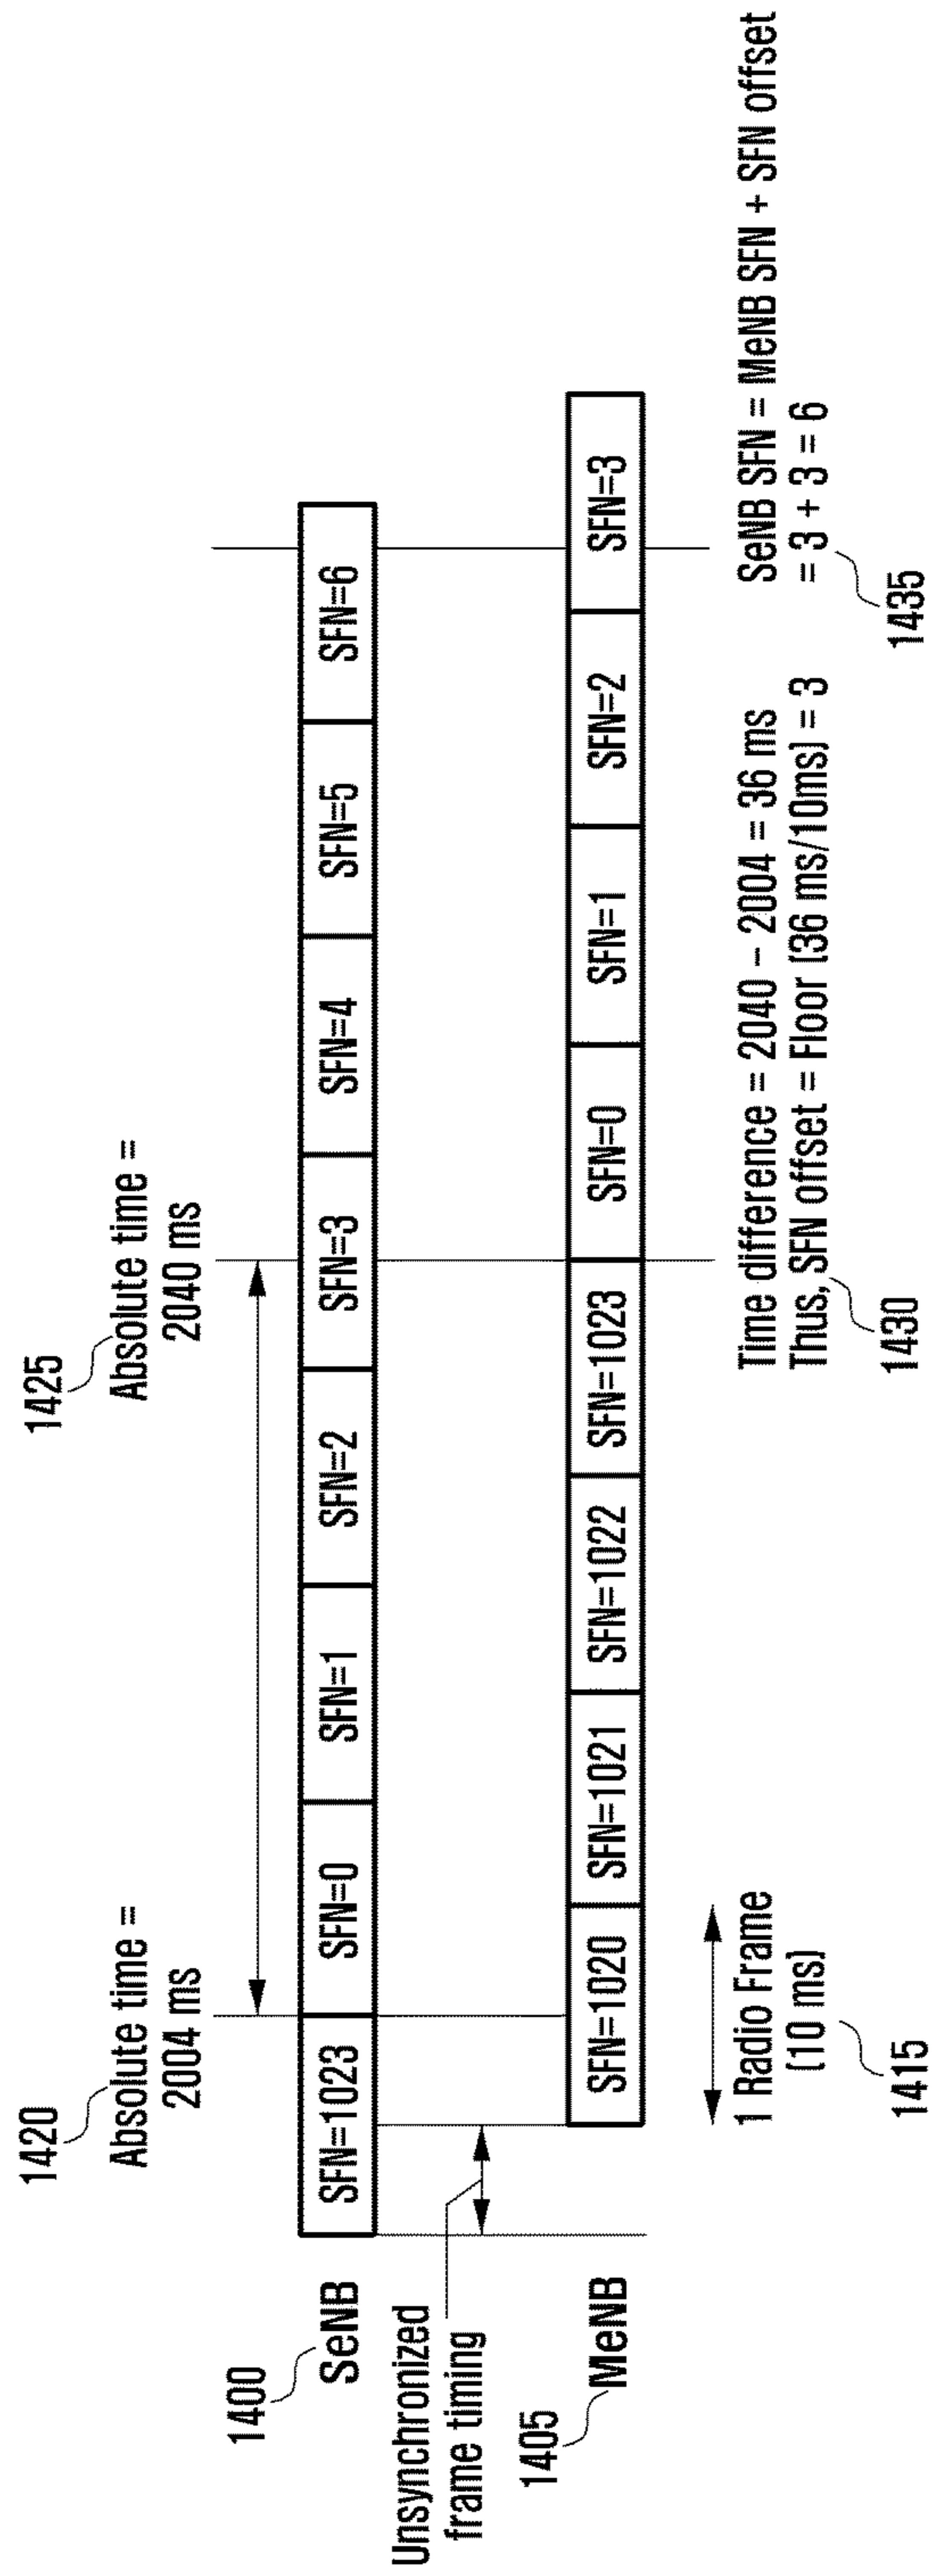 1420
Absolute time =
2004 ms
1425
Absolute time =
2040 ms
1400
SeNB
SFN=1023
SFN=0
SFN=1
SFN=2
SFN=3
SFN=4
SFN=5
SFN=6
Unsynchronized
frame timing
1405
MeNB
SFN=1020
SFN=1021
SFN=1022
SFN=1023
SFN=0
SFN=1
SFN=2
SFN=3
1 Radio Frame
(10 ms)
1415
Time difference = 2040 – 2004 = 36 ms
Thus, SFN offset = Floor (36 ms/10ms) = 3
1430
SeNB SFN = MeNB SFN + SFN offset
= 3 + 3 = 6
1435